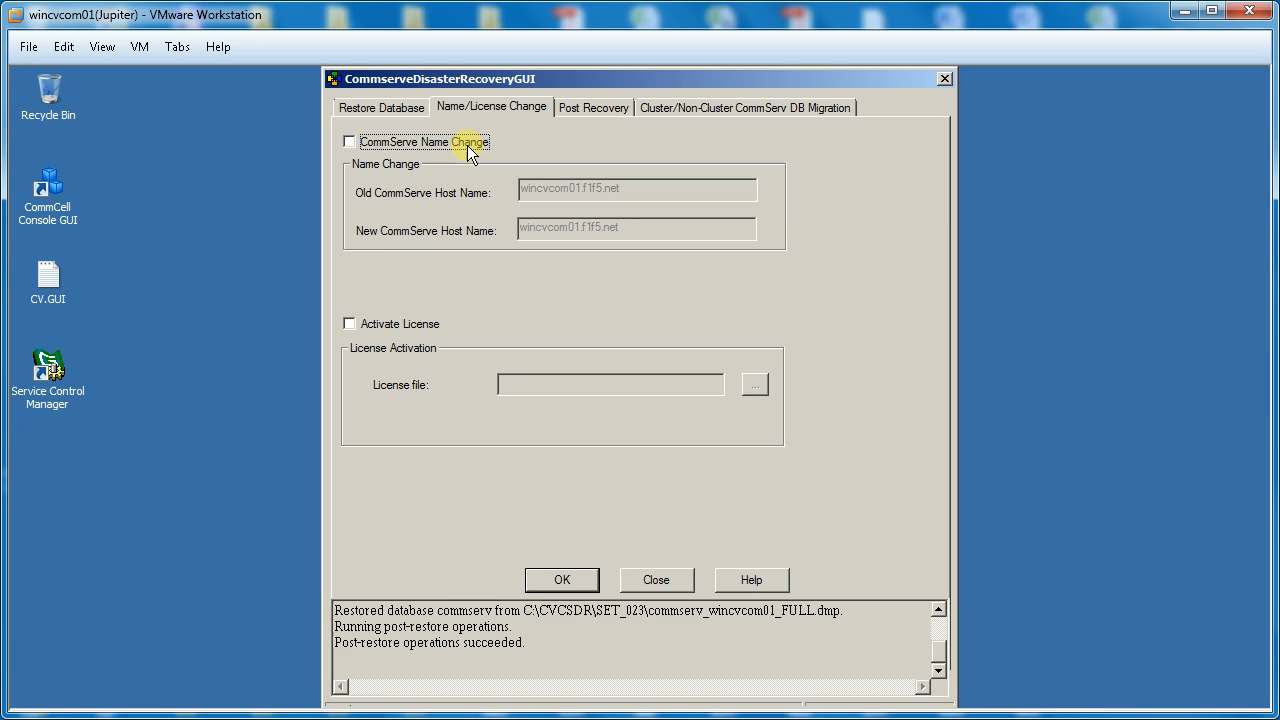 wincvcom01(Jupiter) - VMware Workstation
File Edit View VM Tabs Help
Recycle Bin
CommCell
Console GUI
CV.GUI
Service Control
Manager
CommserveDisasterRecoveryGUI
Restore Database Name/License Change Post Recovery Cluster/Non-Cluster CommServ DB Migration
CommServe Name Change
Name Change
Old CommServe Host Name: wincvcom01.f1f5.net
New CommServe Host Name: wincvcom01.f1f5.net
Activate License
License Activation
License file: ...
OK Close Help
Restored database commserv from C:\CVCSDR\SET_023\commserv_wincvcom01_FULL.dmp.
Running post-restore operations.
Post-restore operations succeeded.